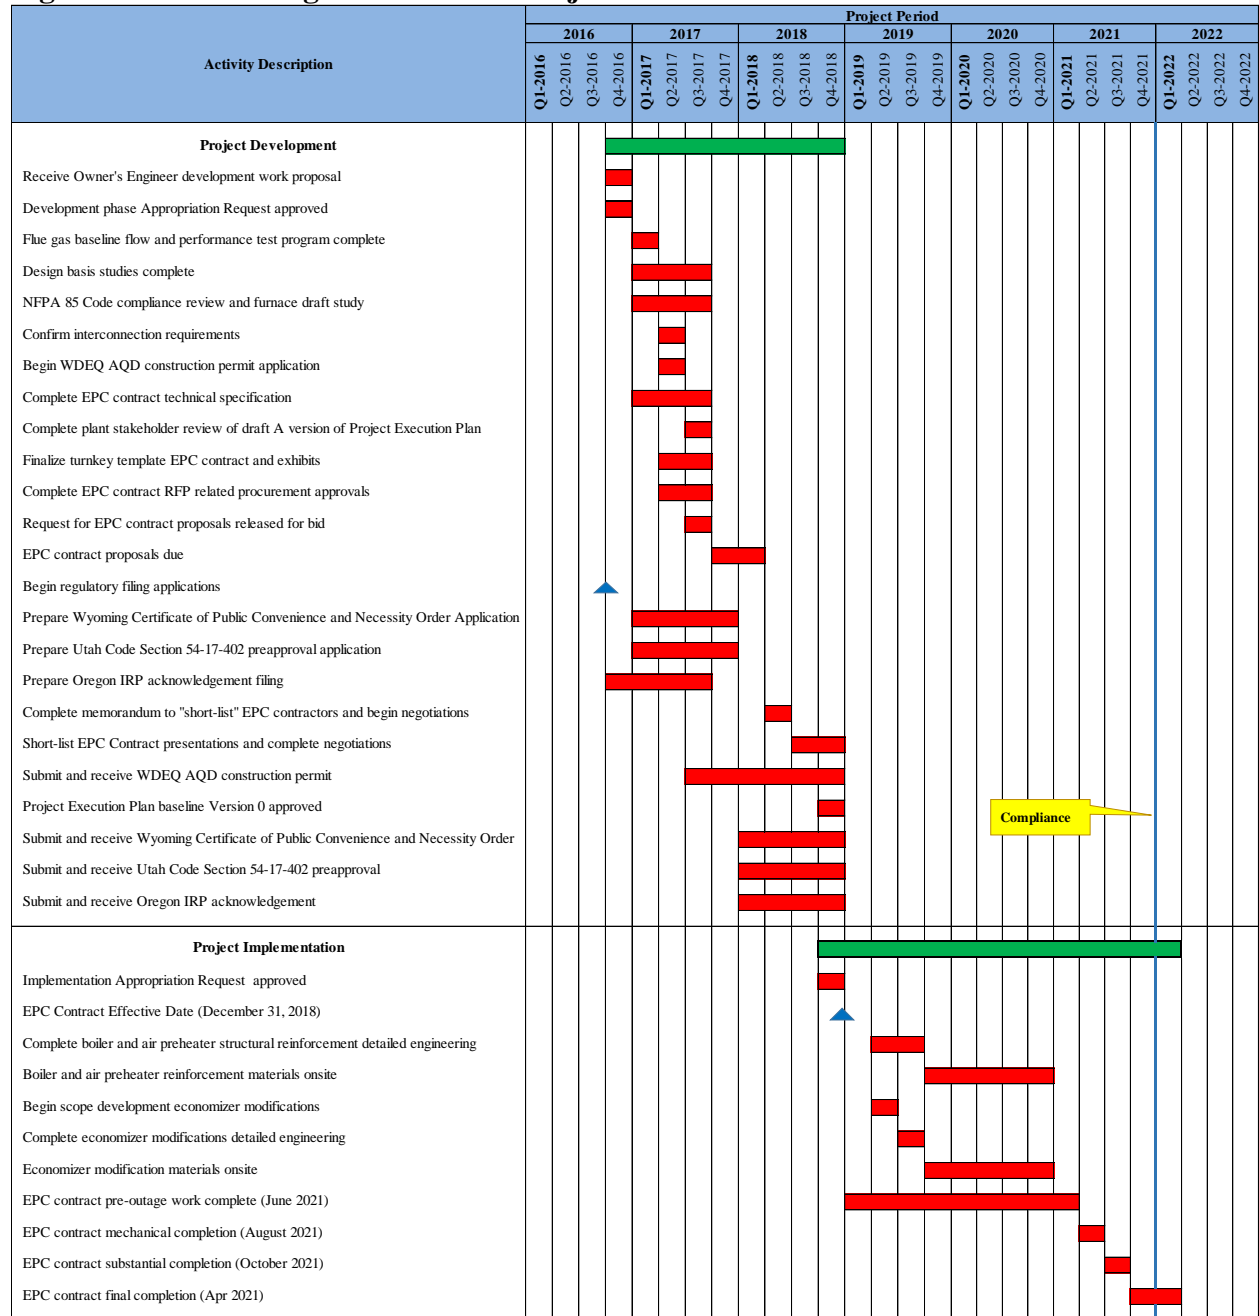 Project Period
2016 2017 2018 2019 2020 2021 2022
Activity Description
Q1-2016 Q2-2016 Q3-2016 Q4-2016 Q1-2017 Q2-2017 Q3-2017 Q4-2017 Q1-2018 Q2-2018 Q3-2018 Q4-2018 Q1-2019 Q2-2019 Q3-2019 Q4-2019 Q1-2020 Q2-2020 Q3-2020 Q4-2020 Q1-2021 Q2-2021 Q3-2021 Q4-2021 Q1-2022 Q2-2022 Q3-2022 Q4-2022
Project Development
Receive Owner's Engineer development work proposal
Development phase Appropriation Request approved
Flue gas baseline flow and performance test program complete
Design basis studies complete
NFPA 85 Code compliance review and furnace draft study
Confirm interconnection requirements
Begin WDEQ AQD construction permit application
Complete EPC contract technical specification
Complete plant stakeholder review of draft A version of Project Execution Plan
Finalize turnkey template EPC contract and exhibits
Complete EPC contract RFP related procurement approvals
Request for EPC contract proposals released for bid
EPC contract proposals due
Begin regulatory filing applications
Prepare Wyoming Certificate of Public Convenience and Necessity Order Application
Prepare Utah Code Section 54-17-402 preapproval application
Prepare Oregon IRP acknowledgement filing
Complete memorandum to "short-list" EPC contractors and begin negotiations
Short-list EPC Contract presentations and complete negotiations
Submit and receive WDEQ AQD construction permit
Project Execution Plan baseline Version 0 approved
Compliance
Submit and receive Wyoming Certificate of Public Convenience and Necessity Order
Submit and receive Utah Code Section 54-17-402 preapproval
Submit and receive Oregon IRP acknowledgement
Project Implementation
Implementation Appropriation Request approved
EPC Contract Effective Date (December 31, 2018)
Complete boiler and air preheater structural reinforcement detailed engineering
Boiler and air preheater reinforcement materials onsite
Begin scope development economizer modifications
Complete economizer modifications detailed engineering
Economizer modification materials onsite
EPC contract pre-outage work complete (June 2021)
EPC contract mechanical completion (August 2021)
EPC contract substantial completion (October 2021)
EPC contract final completion (Apr 2021)